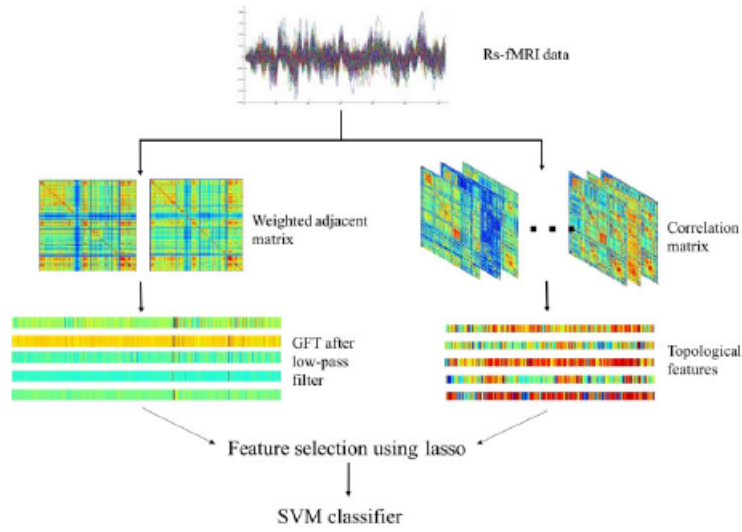 Rs-fMRI data
Weighted adjacent
matrix
Correlation
matrix
GFT after
low-pass
filter
Topological
features
Feature selection using lasso
SVM classifier